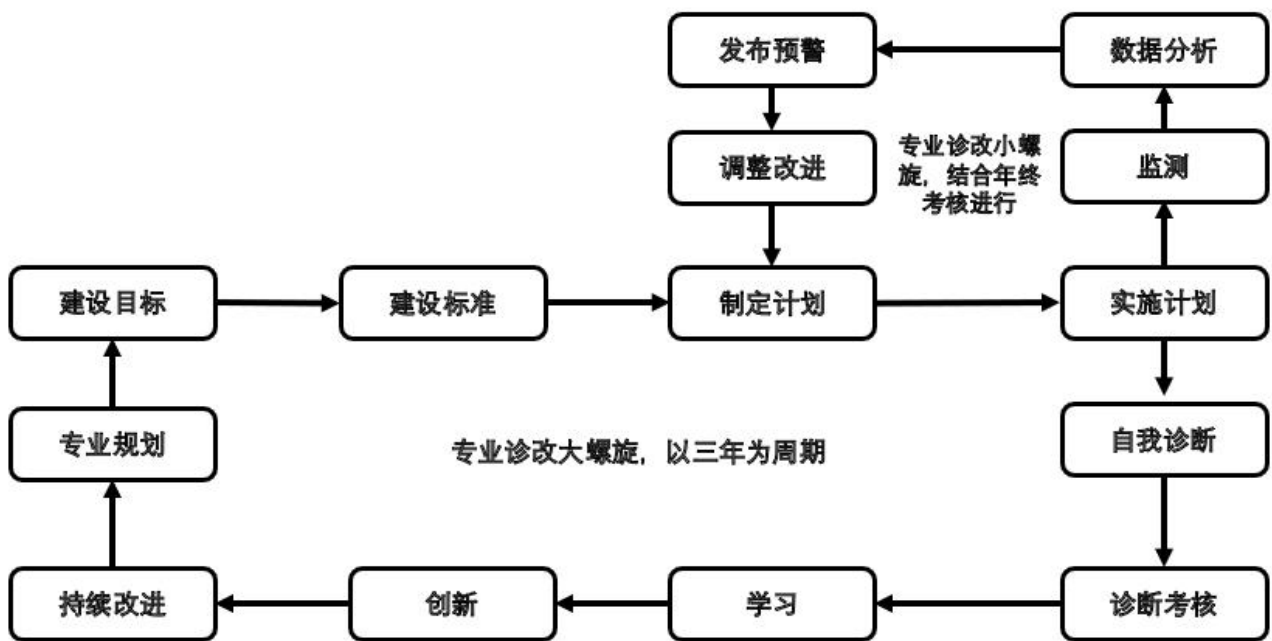 发布预警
数据分析
调整改进
专业诊改小螺
旋，结合年终
考核进行
监测
建设目标
建设标准
制定计划
实施计划
专业规划
专业诊改大螺旋，以三年为周期
自我诊断
持续改进
创新
学习
诊断考核